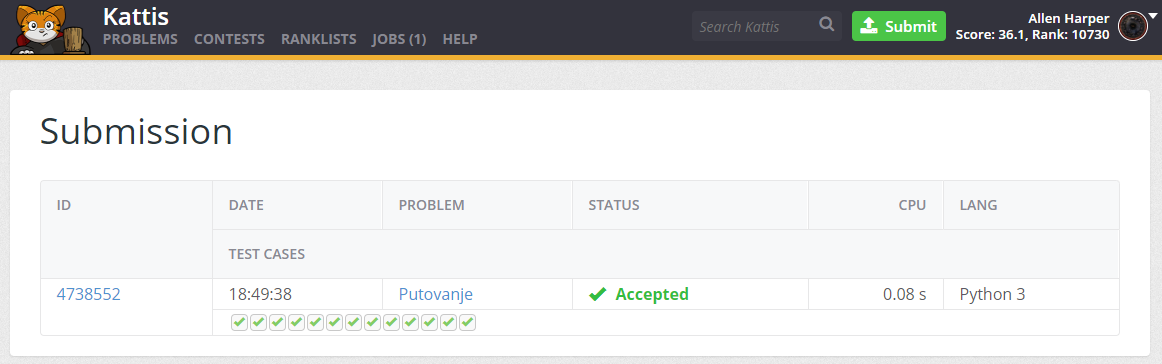 Kattis
PROBLEMS CONTESTS RANKLISTS JOBS (1) HELP
Search Kattis
Submit
Allen Harper
Score: 36.1, Rank: 10730
Submission
ID DATE PROBLEM STATUS CPU LANG
TEST CASES
4738552 18:49:38 Putovanje Accepted 0.08 s Python 3